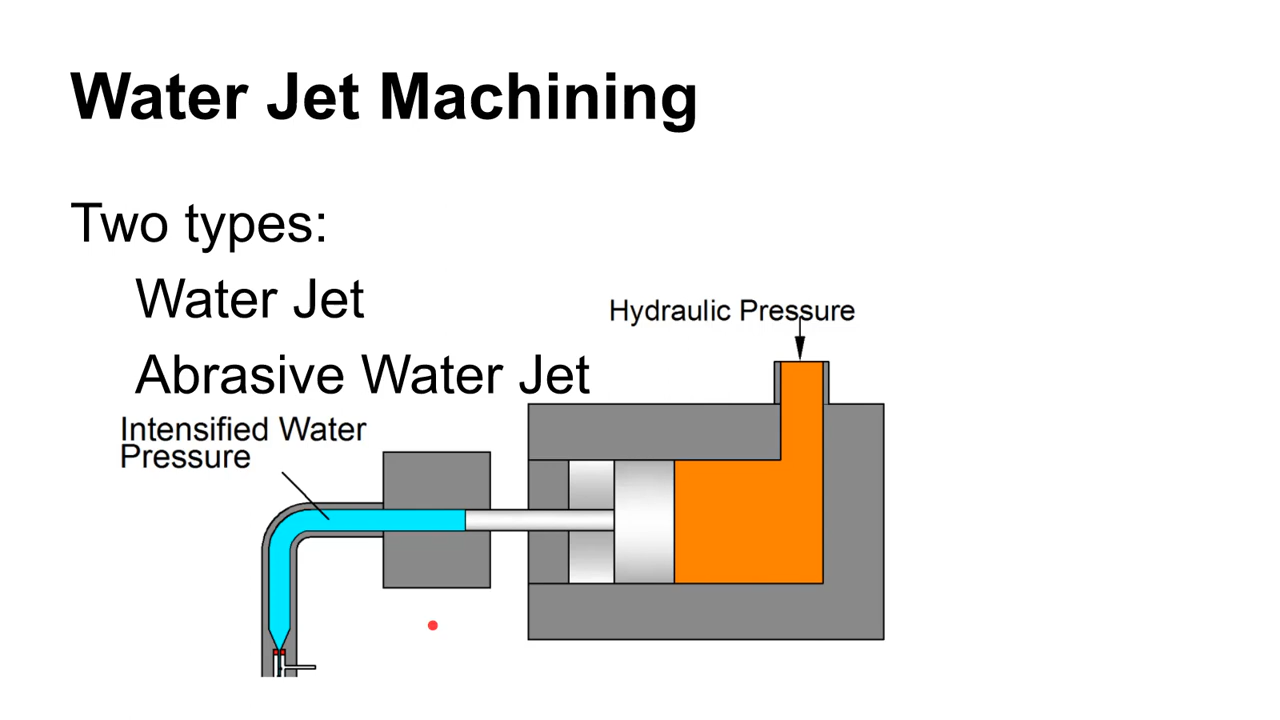 Water Jet Machining
Two types:
Water Jet
Abrasive Water Jet
Hydraulic Pressure
Intensified Water
Pressure